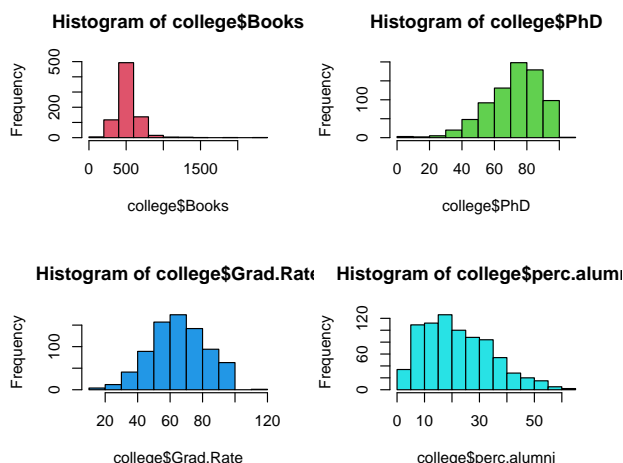 Histogram of college$Books
Frequency
500
200
0
0 500 1500
college$Books
Histogram of college$PhD
Frequency
100
0
0 20 40 60 80
college$PhD
Histogram of college$Grad.Rate
Frequency
100
0
20 40 60 80 120
college$Grad.Rate
Histogram of college$perc.alumn
Frequency
120
60
0
0 10 30 50
college$perc.alumni